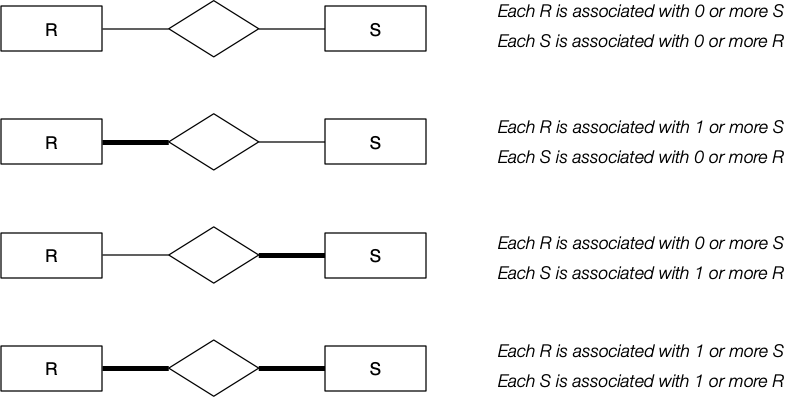 R
S
Each R is associated with 0 or more S
Each S is associated with 0 or more R
R
S
Each R is associated with 1 or more S
Each S is associated with 0 or more R
R
S
Each R is associated with 0 or more S
Each S is associated with 1 or more R
R
S
Each R is associated with 1 or more S
Each S is associated with 1 or more R